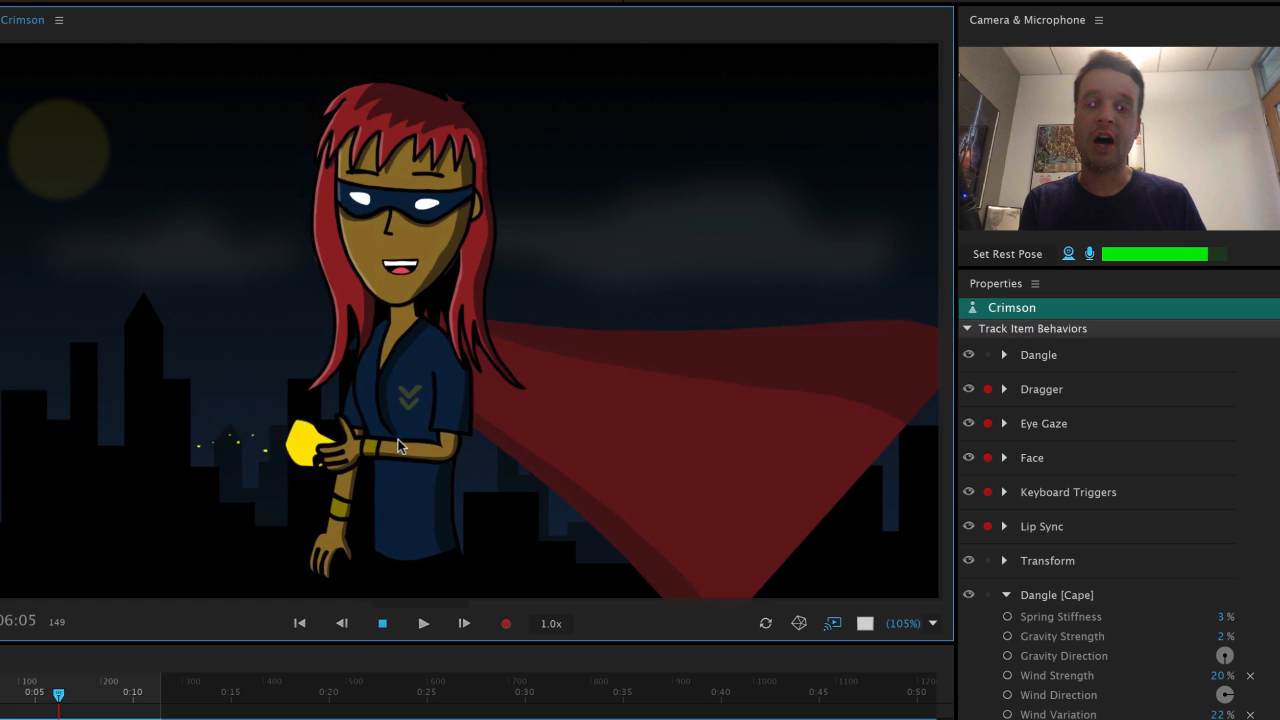 Crimson
Camera & Microphone
Set Rest Pose
Properties
Crimson
Track Item Behaviors
Dangle
Dragger
Eye Gaze
Face
Keyboard Triggers
Lip Sync
Transform
Dangle [Cape]
Spring Stiffness 3 %
Gravity Strength 2 %
Gravity Direction
Wind Strength 20 %
Wind Direction
Wind Variation 22 %
06:05 149
1.0x
(105%)
100 200 300 400 500 600 700 800 900 1000 1100 120
0:05 0:10 0:15 0:20 0:25 0:30 0:35 0:40 0:45 0:50